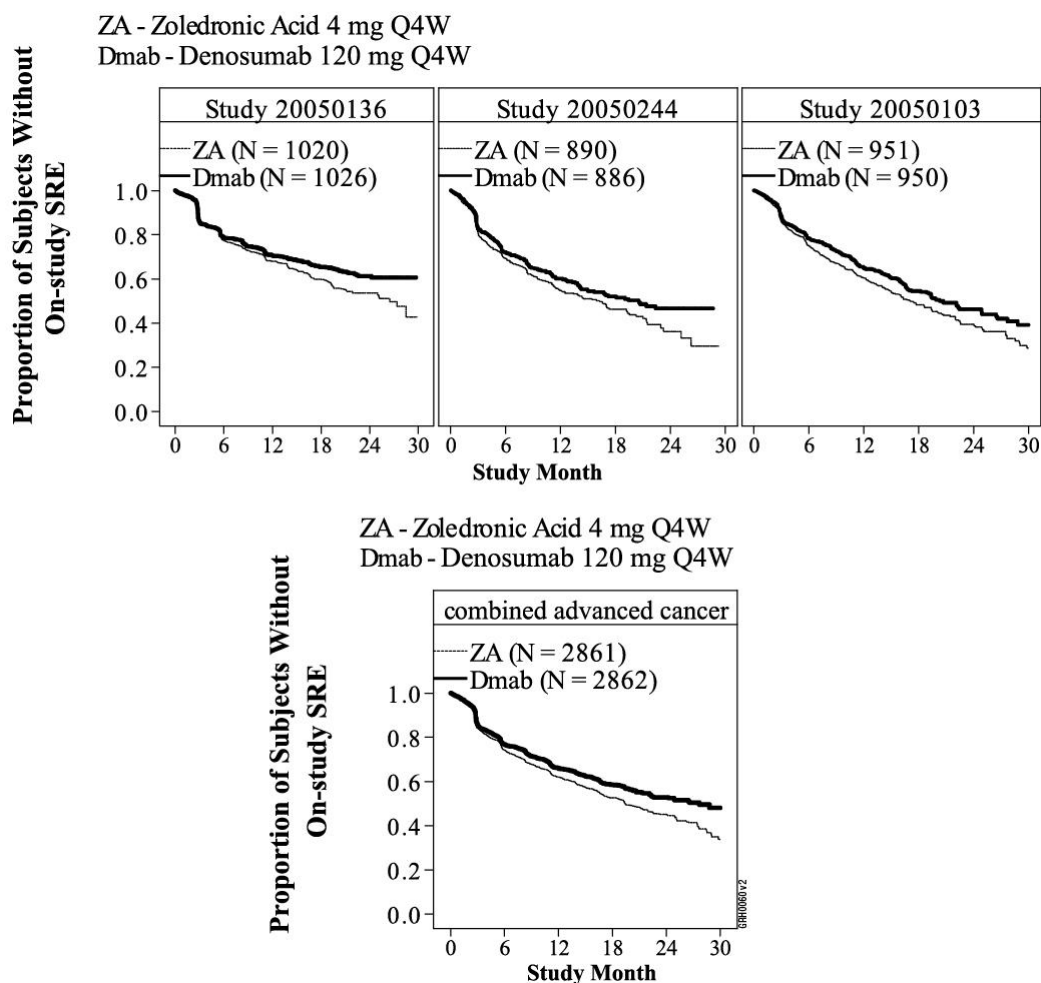 ZA - Zoledronic Acid 4 mg Q4W
Dmab - Denosumab 120 mg Q4W
Proportion of Subjects Without
On-study SRE
Study 20050136
ZA (N = 1020)
Dmab (N = 1026)
Study 20050244
ZA (N = 890)
Dmab (N = 886)
Study 20050103
ZA (N = 951)
Dmab (N = 950)
1.0
0.8
0.6
0.4
0.2
0.0
0 6 12 18 24 30
0 6 12 18 24 30
0 6 12 18 24 30
Study Month
ZA - Zoledronic Acid 4 mg Q4W
Dmab - Denosumab 120 mg Q4W
Proportion of Subjects Without
On-study SRE
combined advanced cancer
ZA (N = 2861)
Dmab (N = 2862)
1.0
0.8
0.6
0.4
0.2
0.0
0 6 12 18 24 30
Study Month
GRH0060 v2